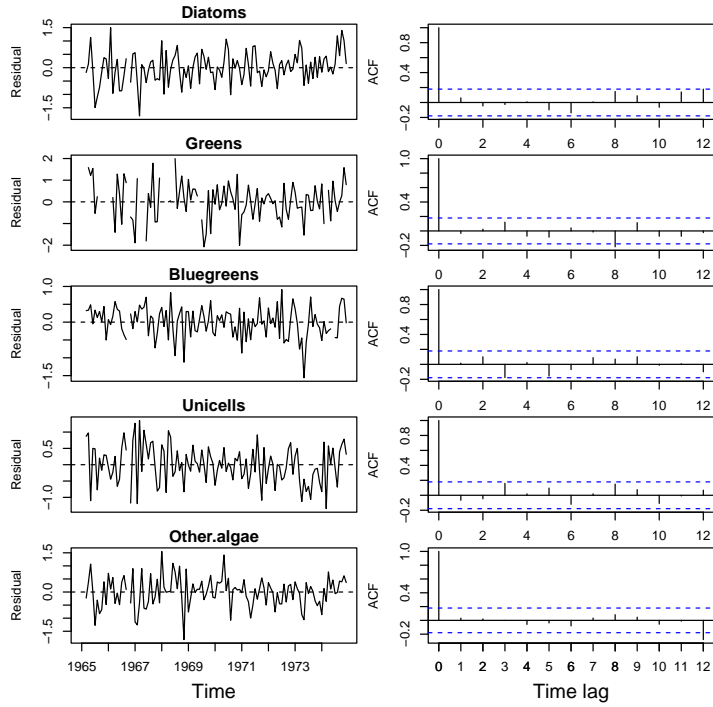 Diatoms
Residual
−1.5
0.0
1.5
ACF
−0.2
0.4
0.8
0 2 4 6 8 10 12
Greens
Residual
−2
0
2
ACF
−0.2
0.4
1.0
0 2 4 6 8 10 12
Bluegreens
Residual
−1.5
0.0
1.0
ACF
−0.2
0.4
0.8
0 2 4 6 8 10 12
Unicells
Residual
−1.0
0.5
ACF
−0.2
0.4
0.8
0 2 4 6 8 10 12
Other.algae
Residual
−1.5
0.0
1.5
ACF
−0.2
0.4
1.0
1965 1967 1969 1971 1973
0 1 2 3 4 5 6 7 8 9 10 11 12
Time
Time lag